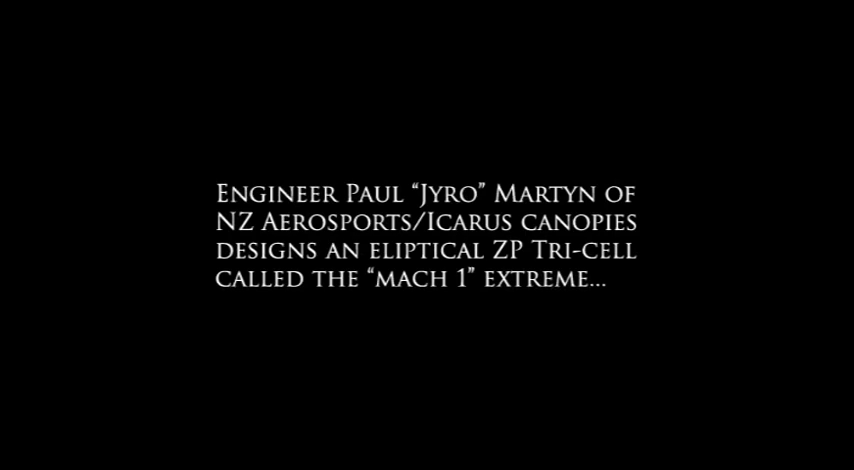 Engineer Paul “Jyro” Martyn of
NZ Aerosports/Icarus canopies
designs an eliptical ZP Tri-cell
called the “mach 1” extreme...